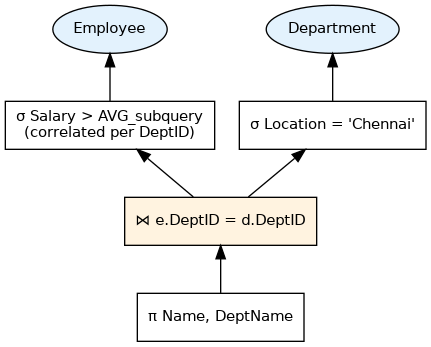 Employee
Department
σ Salary > AVG_subquery
(correlated per DeptID)
σ Location = 'Chennai'
⋈ e.DeptID = d.DeptID
π Name, DeptName